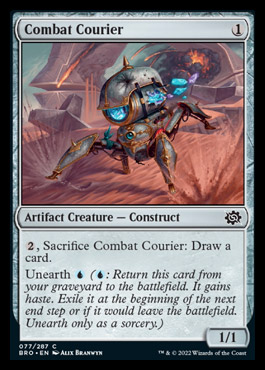 Combat Courier 1
Artifact Creature — Construct
2, Sacrifice Combat Courier: Draw a
card.
Unearth (: Return this card from
your graveyard to the battlefield. It gains
haste. Exile it at the beginning of the next
end step or if it would leave the battlefield.
Unearth only as a sorcery.)
1/1
077/287 C
BRO • EN Alix Branwyn
™ & © 2022 Wizards of the Coast